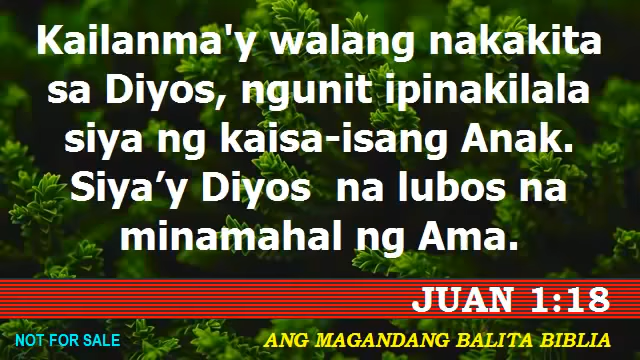 Kailanma'y walang nakakita
sa Diyos, ngunit ipinakilala
siya ng kaisa-isang Anak.
Siya’y Diyos  na lubos na
minamahal ng Ama.
JUAN 1:18
NOT FOR SALE
ANG MAGANDANG BALITA BIBLIA